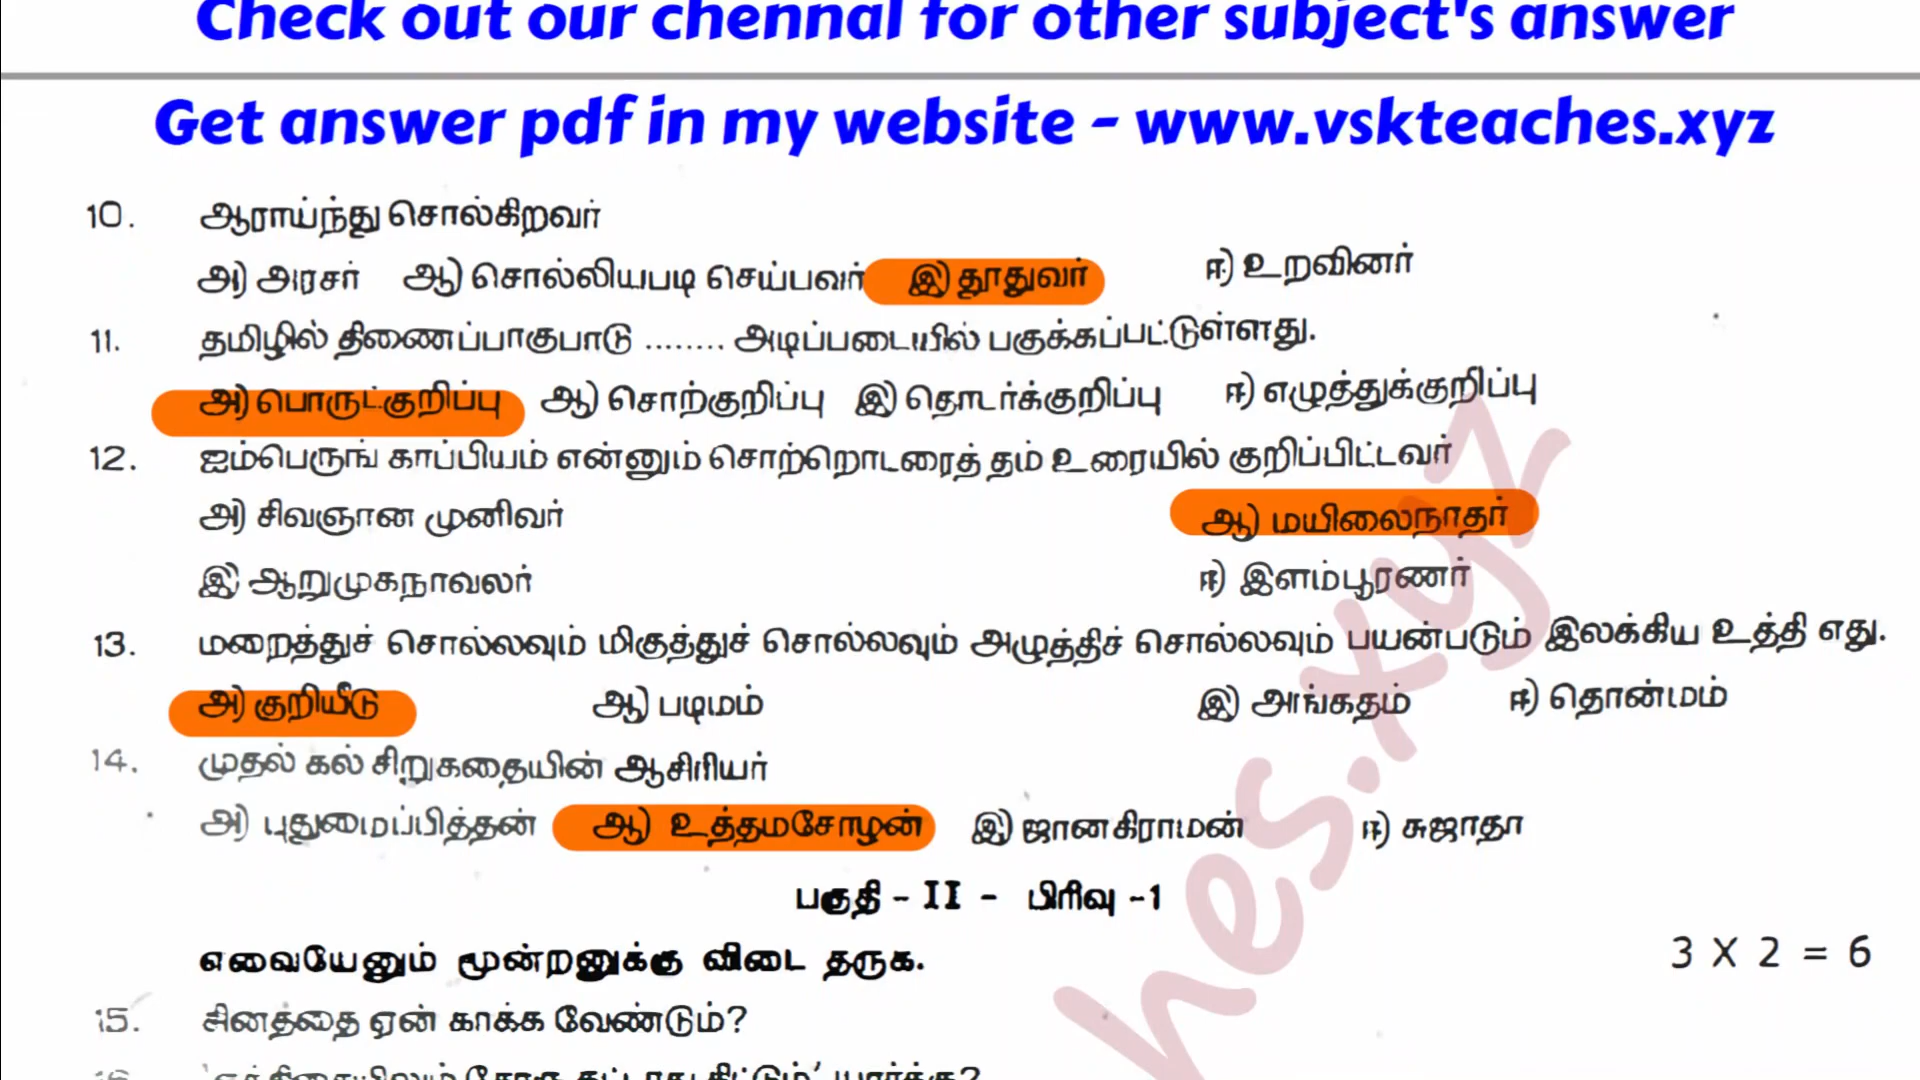 Check out our chennal for other subject's answer
Get answer pdf in my website - www.vskteaches.xyz
10. ஆராய்ந்து சொல்கிறவர்
அ) அரசர் ஆ) சொல்லியபடி செய்பவர் இ) தூதுவர் ஈ) உறவினர்
11. தமிழில் திணைப்பாகுபாடு ........ அடிப்படையில் பகுக்கப்பட்டுள்ளது.
அ) பொருட்குறிப்பு ஆ) சொற்குறிப்பு இ) தொடர்க்குறிப்பு ஈ) எழுத்துக்குறிப்பு
12. ஐம்பெருங் காப்பியம் என்னும் சொற்றொடரைத் தம் உரையில் குறிப்பிட்டவர்
அ) சிவஞான முனிவர் ஆ) மயிலைநாதர்
இ) ஆறுமுகநாவலர் ஈ) இளம்பூரணர்
13. மறைத்துச் சொல்லவும் மிகுத்துச் சொல்லவும் அழுத்திச் சொல்லவும் பயன்படும் இலக்கிய உத்தி எது.
அ) குறியீடு ஆ) படிமம் இ) அங்கதம் ஈ) தொன்மம்
14. முதல் கல் சிறுகதையின் ஆசிரியர்
அ) புதுமைப்பித்தன் ஆ) உத்தமசோழன் இ) ஜானகிராமன் ஈ) சுஜாதா
பகுதி - II - பிரிவு -1
எவையேனும் மூன்றனுக்கு விடை தருக. 3 X 2 = 6
15. சினத்தை ஏன் காக்க வேண்டும்?
hes.xyz